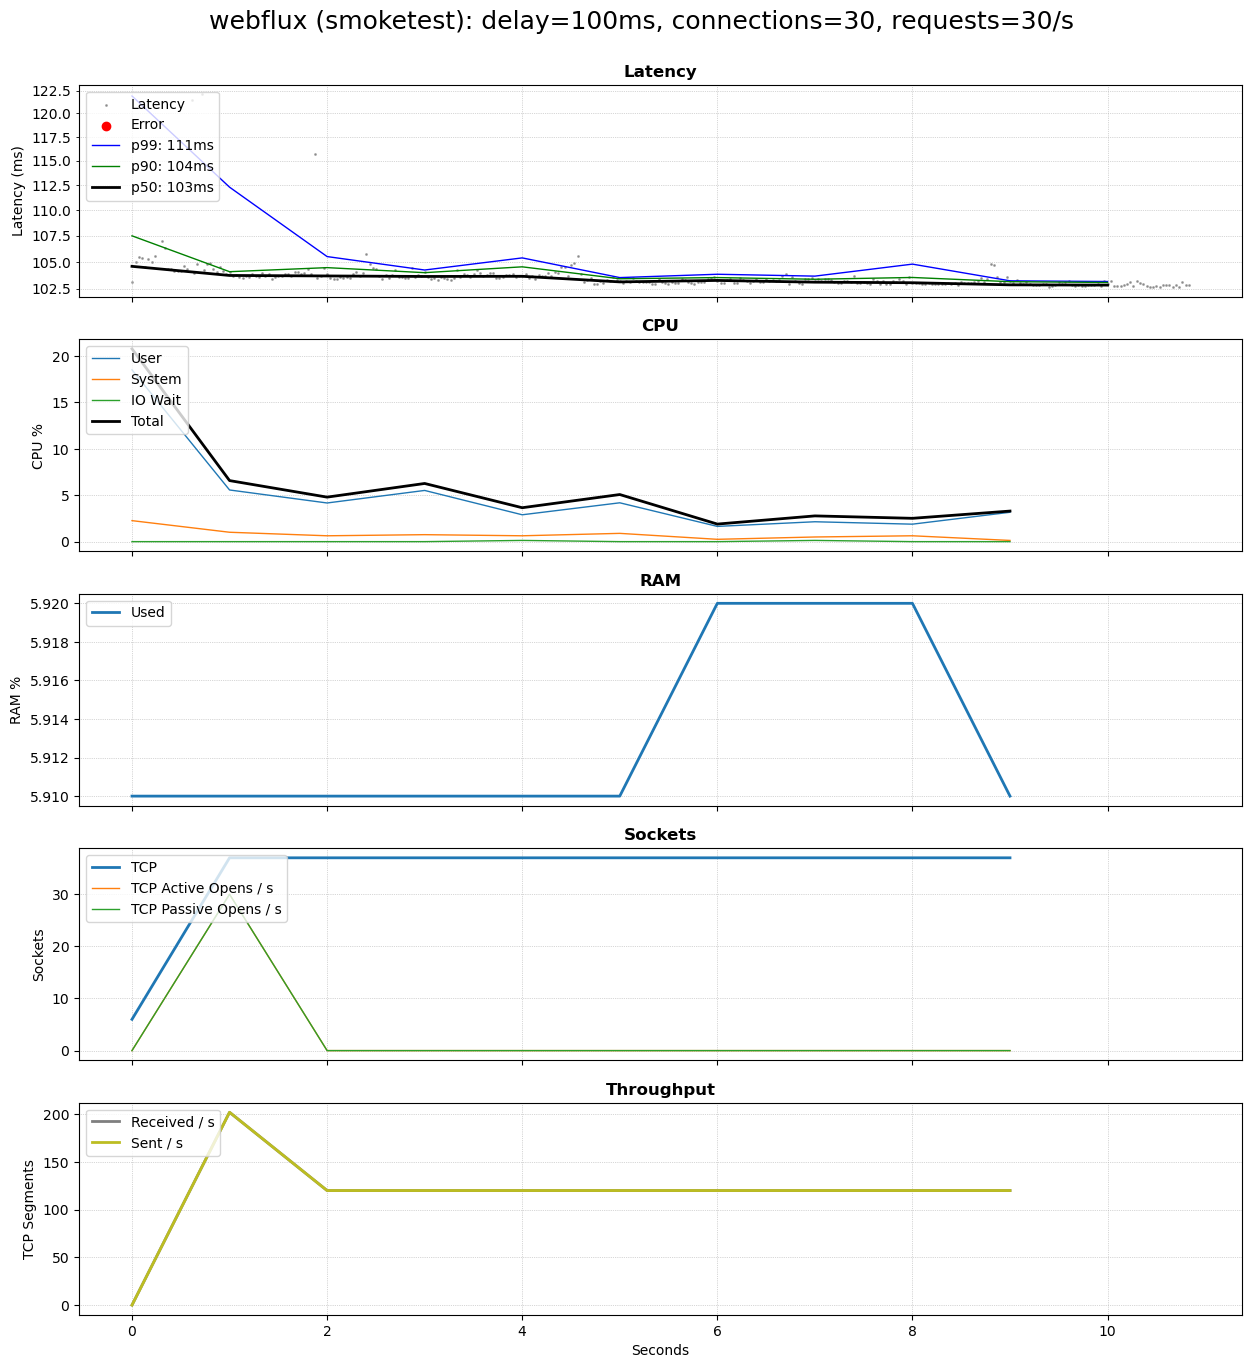 webflux (smoketest): delay=100ms, connections=30, requests=30/s
Latency
122.5
120.0
117.5
115.0
112.5
110.0
107.5
105.0
102.5
Latency (ms)
Latency
Error
p99: 111ms
p90: 104ms
p50: 103ms
CPU
20
15
10
5
0
CPU %
User
System
IO Wait
Total
RAM
5.920
5.918
5.916
5.914
5.912
5.910
RAM %
Used
Sockets
30
20
10
0
Sockets
TCP
TCP Active Opens / s
TCP Passive Opens / s
Throughput
200
150
100
50
0
TCP Segments
Received / s
Sent / s
0 2 4 6 8 10
Seconds